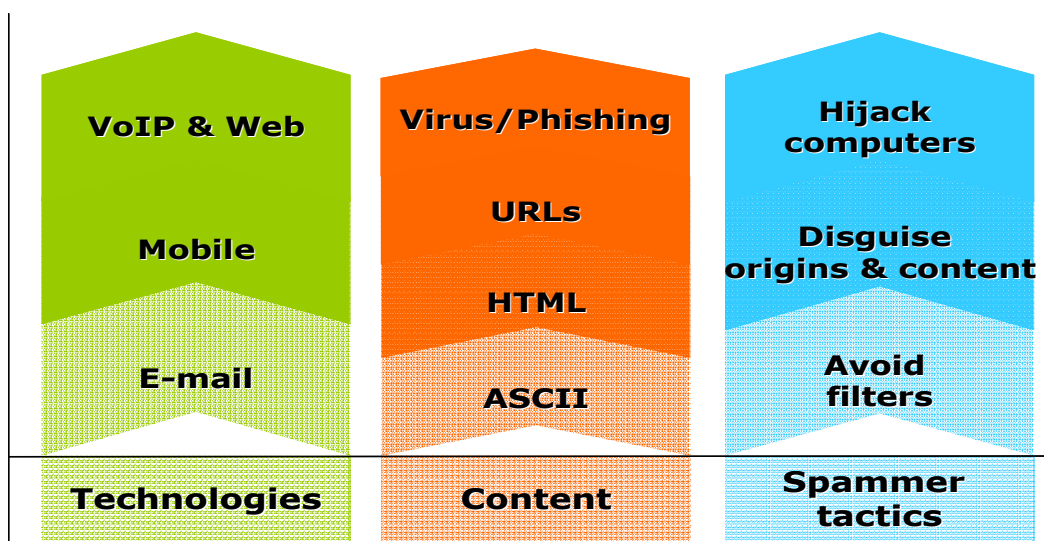 VoIP & Web
Mobile
E-mail
Technologies
Virus/Phishing
URLs
HTML
ASCII
Content
Hijack
computers
Disguise
origins & content
Avoid
filters
Spammer
tactics